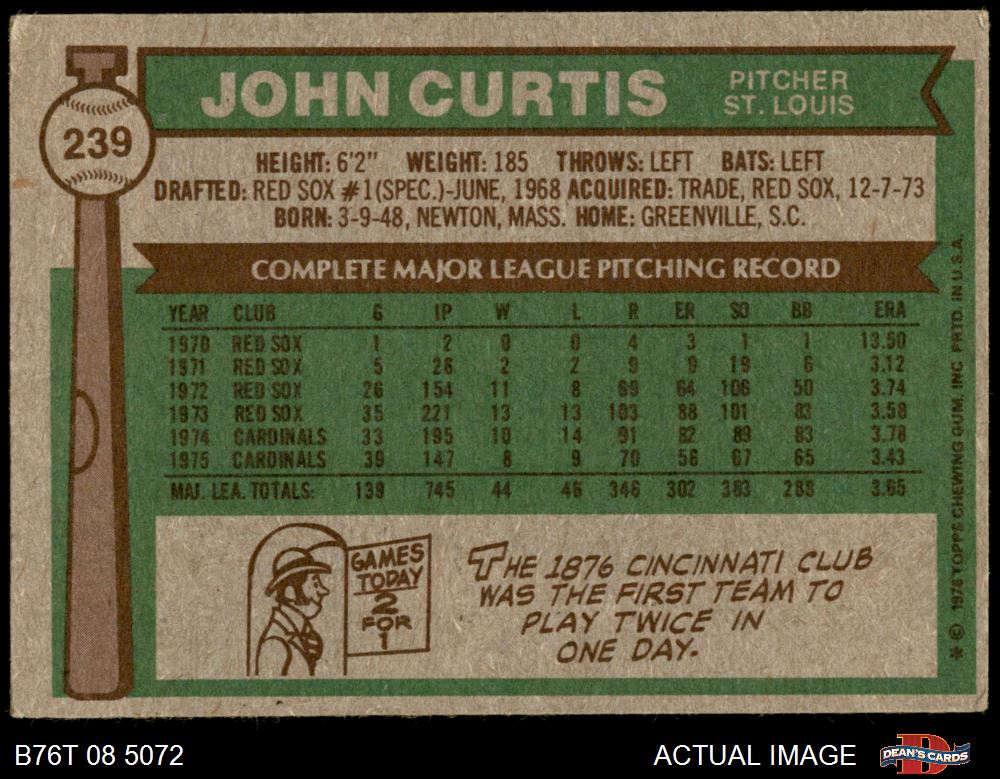 JOHN CURTIS
PITCHER
ST. LOUIS
239
HEIGHT: 6'2" WEIGHT: 185 THROWS: LEFT BATS: LEFT
DRAFTED: RED SOX #1(SPEC.)-JUNE, 1968 ACQUIRED: TRADE, RED SOX, 12-7-73
BORN: 3-9-48, NEWTON, MASS. HOME: GREENVILLE, S.C.
COMPLETE MAJOR LEAGUE PITCHING RECORD
YEAR CLUB G IP W L R ER SO BB ERA
1970 RED SOX 1 2 0 0 4 3 1 1 13.50
1971 RED SOX 5 26 2 2 9 9 19 6 3.12
1972 RED SOX 26 154 11 8 69 64 106 50 3.74
1973 RED SOX 35 221 13 13 103 88 101 83 3.58
1974 CARDINALS 33 195 10 14 91 82 89 83 3.78
1975 CARDINALS 39 147 8 9 70 56 67 65 3.43
MAJ. LEA. TOTALS: 139 745 44 46 346 302 383 288 3.65
GAMES
TODAY
2
FOR
1
THE 1876 CINCINNATI CLUB
WAS THE FIRST TEAM TO
PLAY TWICE IN
ONE DAY.
* © 1976 TOPPS CHEWING GUM, INC PRTD. IN U.S.A.
B76T 08 5072
ACTUAL IMAGE
D
DEAN'S CARDS